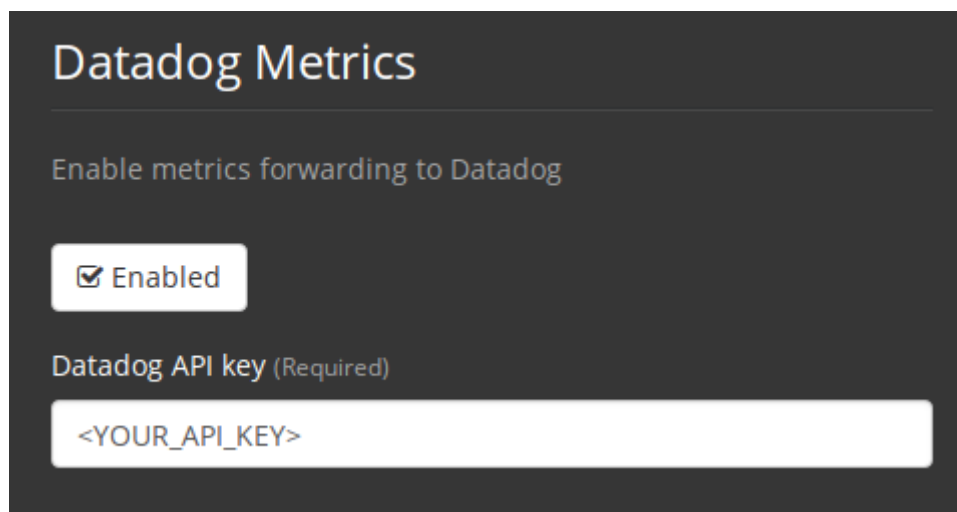 Datadog Metrics
Enable metrics forwarding to Datadog
Enabled
Datadog API key (Required)
<YOUR_API_KEY>